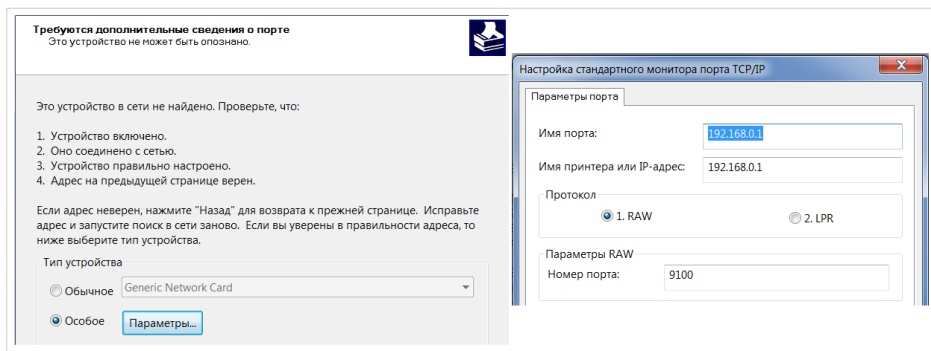 Требуются дополнительные сведения о порте
Это устройство не может быть опознано.
Это устройство в сети не найдено. Проверьте, что:
1. Устройство включено.
2. Оно соединено с сетью.
3. Устройство правильно настроено.
4. Адрес на предыдущей странице верен.
Если адрес неверен, нажмите "Назад" для возврата к прежней странице. Исправьте
адрес и запустите поиск в сети заново. Если вы уверены в правильности адреса, то
ниже выберите тип устройства.
Тип устройства
Обычное Generic Network Card
Особое Параметры...
Настройка стандартного монитора порта TCP/IP
Параметры порта
Имя порта: 192.168.0.1
Имя принтера или IP-адрес: 192.168.0.1
Протокол
1. RAW 2. LPR
Параметры RAW
Номер порта: 9100